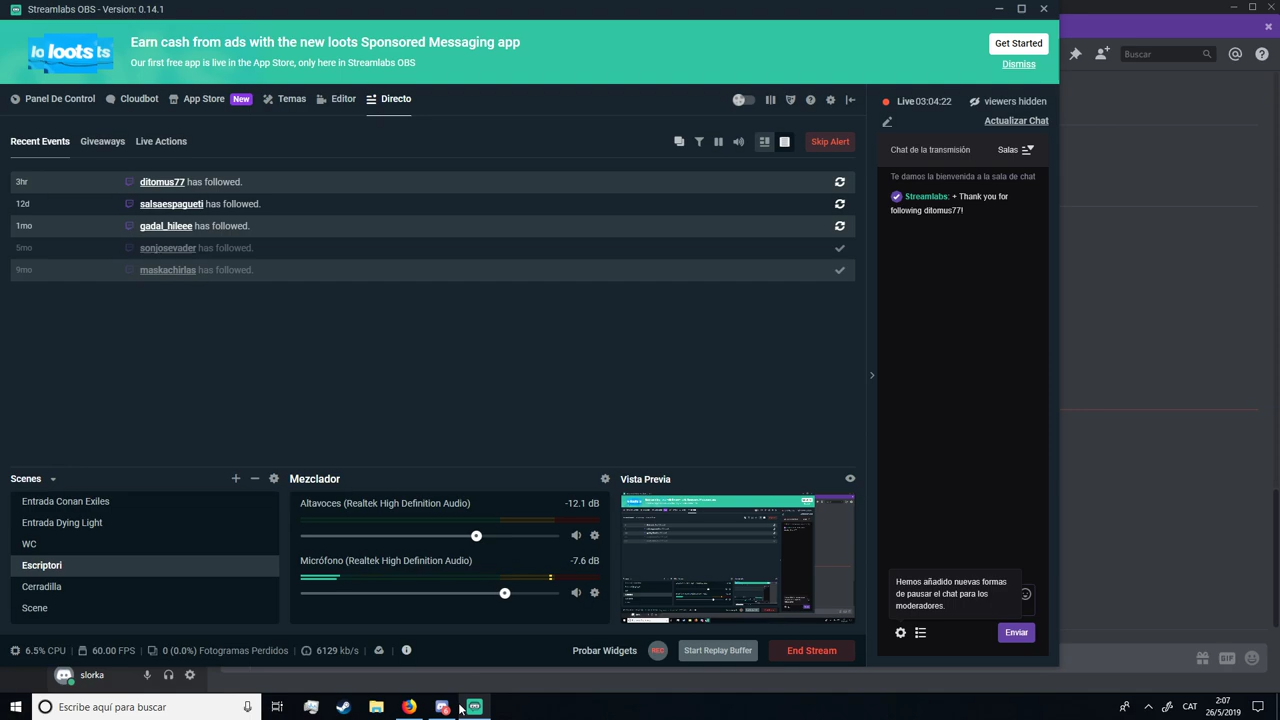 Streamlabs OBS - Version: 0.14.1
lo loots ts
Earn cash from ads with the new loots Sponsored Messaging app
Our first free app is live in the App Store, only here in Streamlabs OBS
Get Started
Dismiss
Buscar
Panel De Control
Cloudbot
App Store
New
Temas
Editor
Directo
Live 03:04:22
viewers hidden
Actualizar Chat
Recent Events
Giveaways
Live Actions
Skip Alert
Chat de la transmisión
Salas
Te damos la bienvenida a la sala de chat
Streamlabs: + Thank you for
following ditomus77!
3hr ditomus77 has followed.
12d salsaespagueti has followed.
1mo gadal_hileee has followed.
5mo sonjosevader has followed.
9mo maskachirlas has followed.
Scenes
Entrada Conan Exiles
Entrada Dying Light
WC
Escriptori
Cerradilla
Scene
Mezclador
Altavoces (Realtek High Definition Audio) -12.1 dB
Micrófono (Realtek High Definition Audio) -7.6 dB
Vista Previa
Hemos añadido nuevas formas
de pausar el chat para los
moderadores.
Enviar
6.5% CPU
60.00 FPS
0 (0.0%) Fotogramas Perdidos
6129 kb/s
Probar Widgets
REC
Start Replay Buffer
End Stream
slorka
GIF
Escribe aquí para buscar
CAT
2:07
26/5/2019